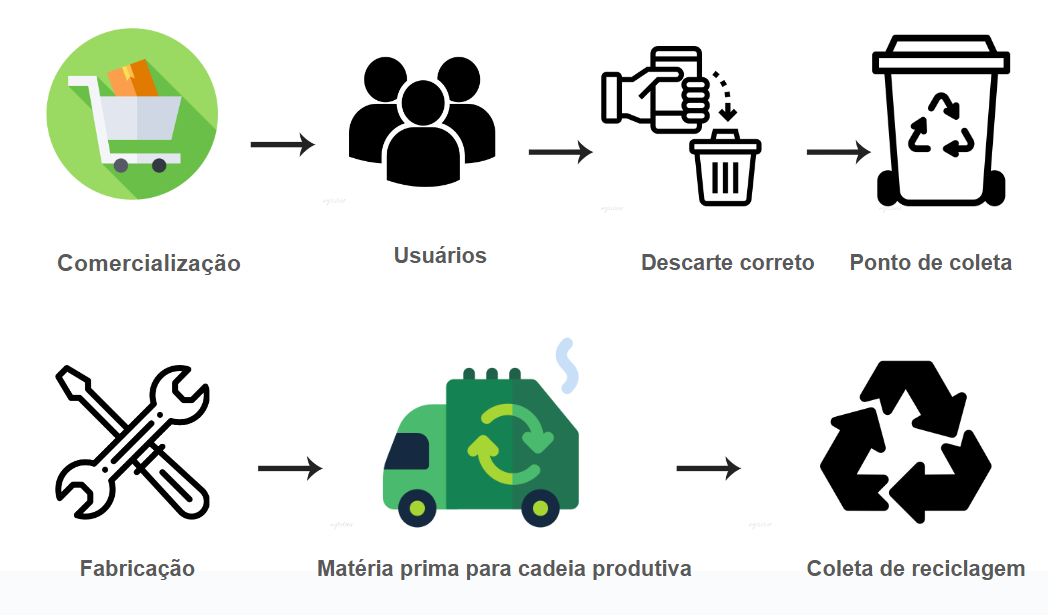 Comercialização
Usuários
Descarte correto
Ponto de coleta
Fabricação
Matéria prima para cadeia produtiva
Coleta de reciclagem